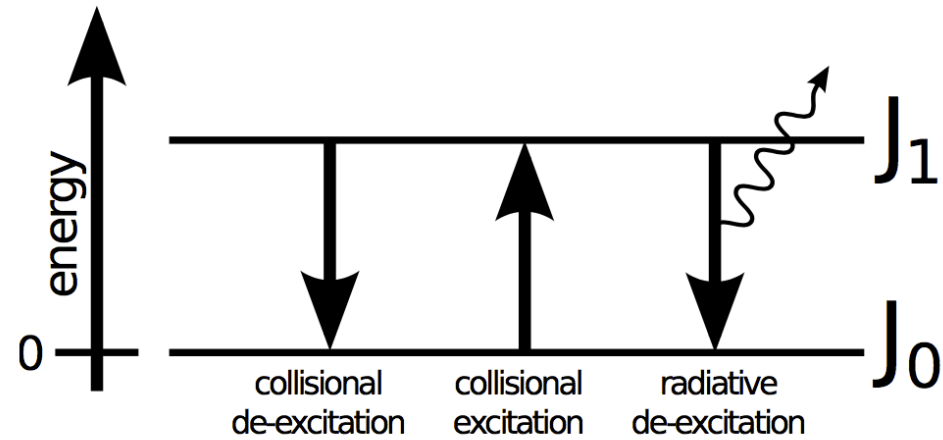 energy
0
J1
J0
collisional
de-excitation
collisional
excitation
radiative
de-excitation